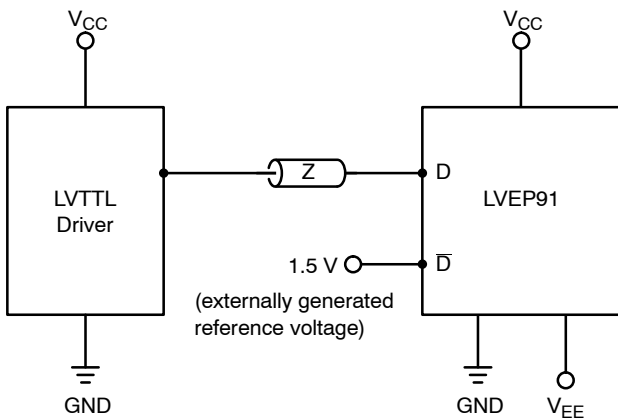 VCC
VCC
LVTTL
Driver
Z
D
LVEP91
1.5 V
D̅
(externally generated
reference voltage)
GND
GND
VEE